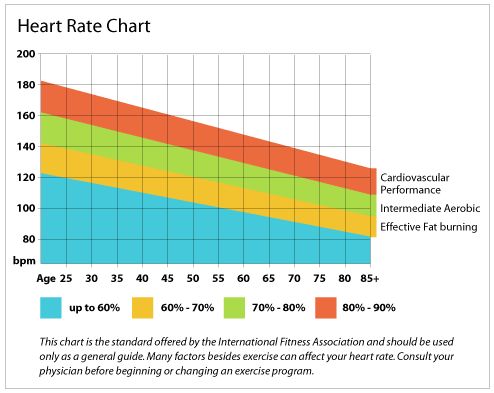 Heart Rate Chart
200
180
160
140
120
100
80
bpm
Cardiovascular
Performance
Intermediate Aerobic
Effective Fat burning
Age 25 30 35 40 45 50 55 60 65 70 75 80 85+
up to 60% 60% - 70% 70% - 80% 80% - 90%
This chart is the standard offered by the International Fitness Association and should be used
only as a general guide. Many factors besides exercise can affect your heart rate. Consult your
physician before beginning or changing an exercise program.